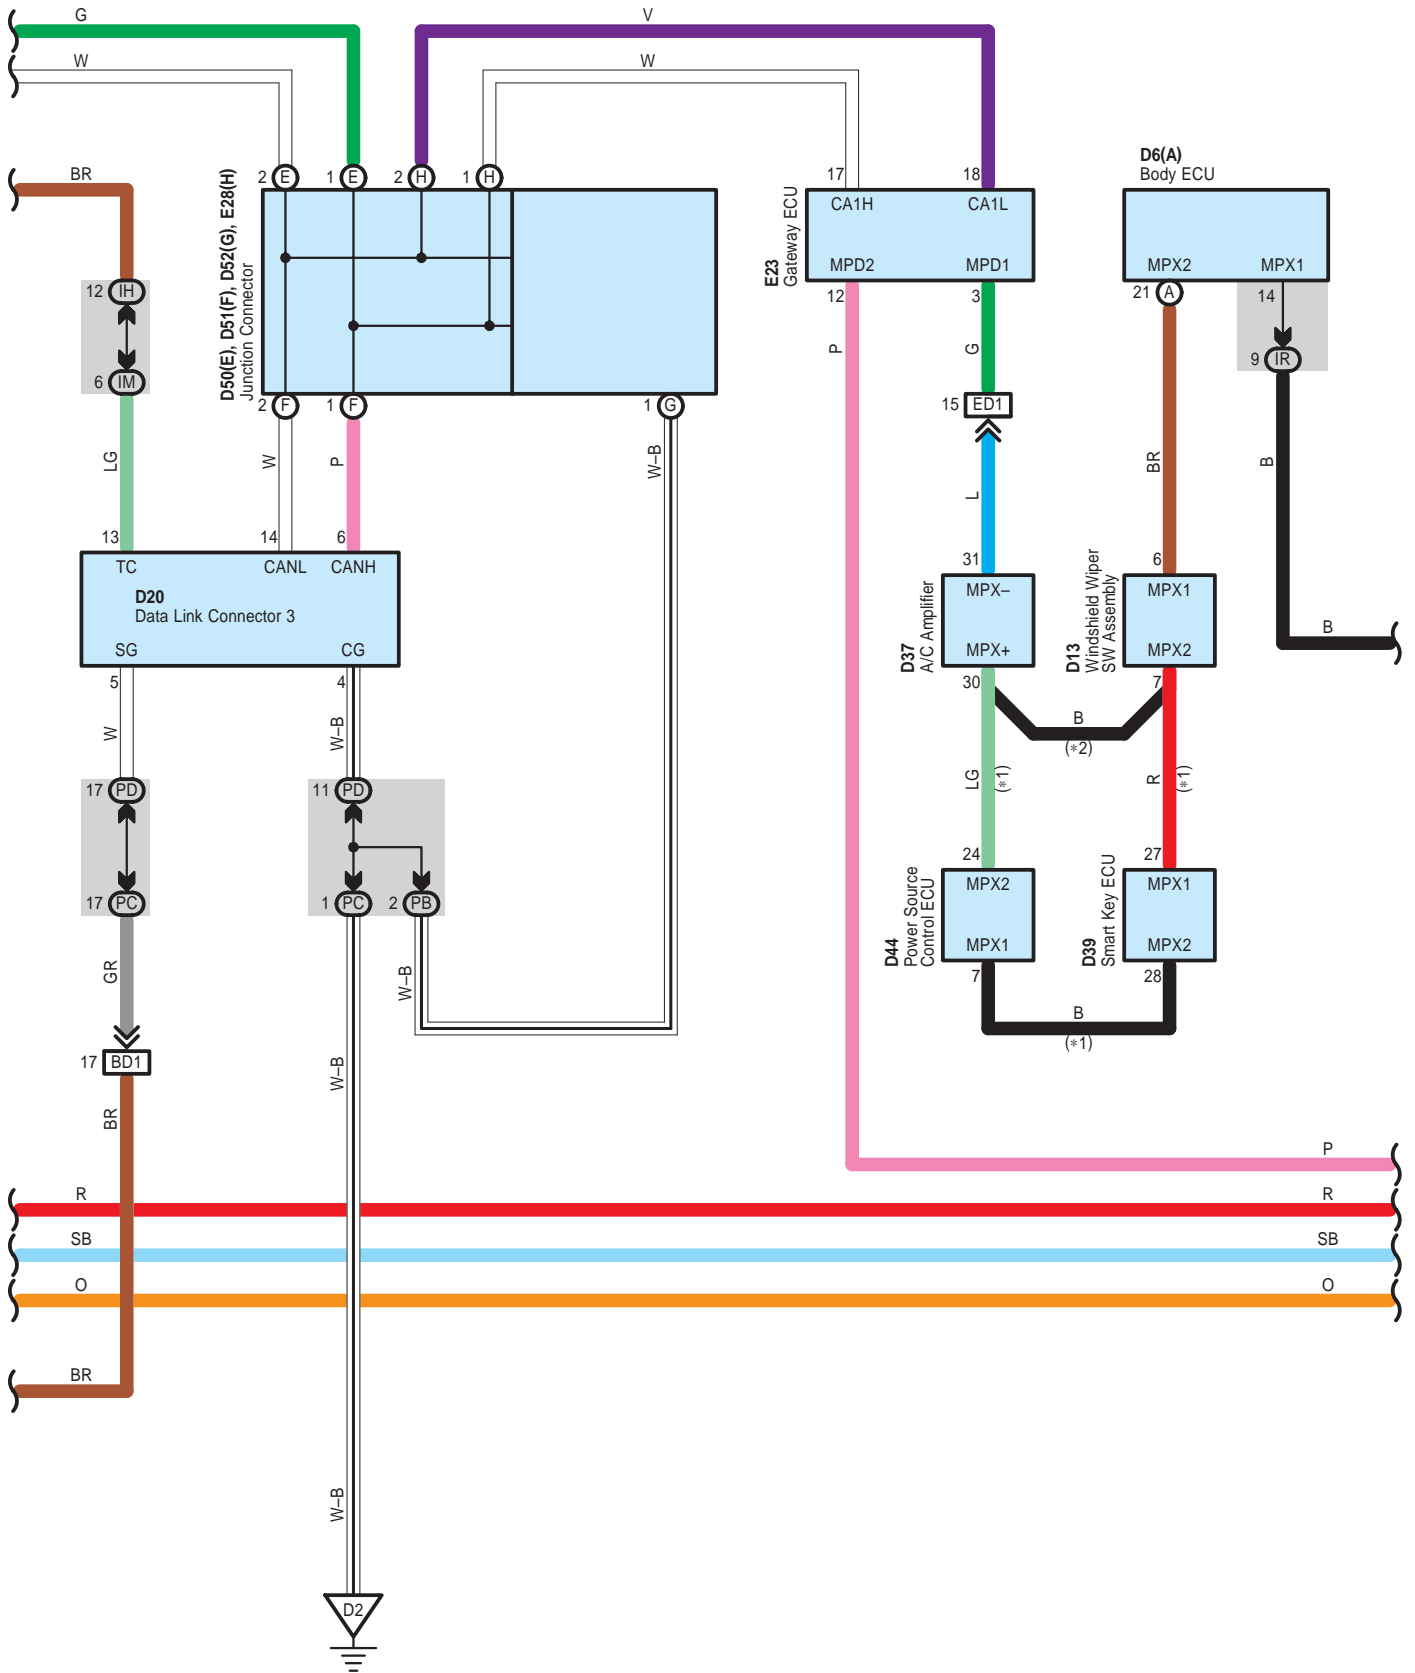 G
V
W
W
BR
2 E
1 E
2 H
1 H
D50(E), D51(F), D52(G), E28(H)
Junction Connector
17
18
CA1H
CA1L
E23
Gateway ECU
MPD2
MPD1
12
3
D6(A)
Body ECU
MPX2
MPX1
21 A
14
9 IR
12 IH
6 IM
2 F
1 F
1 G
P
G
15 ED1
LG
W
P
W–B
L
BR
B
13
14
6
TC
CANL
CANH
D20
Data Link Connector 3
SG
CG
5
4
31
MPX–
D37
A/C Amplifier
MPX+
30
6
MPX1
D13
Windshield Wiper
SW Assembly
MPX2
7
B
W
W–B
B
(*2)
LG
(*1)
R
(*1)
17 PD
11 PD
17 PC
1 PC
2 PB
24
MPX2
D44
Power Source
Control ECU
MPX1
7
27
MPX1
D39
Smart Key ECU
MPX2
28
GR
W–B
B
(*1)
17 BD1
W–B
BR
P
R
R
SB
SB
O
O
BR
W–B
D2